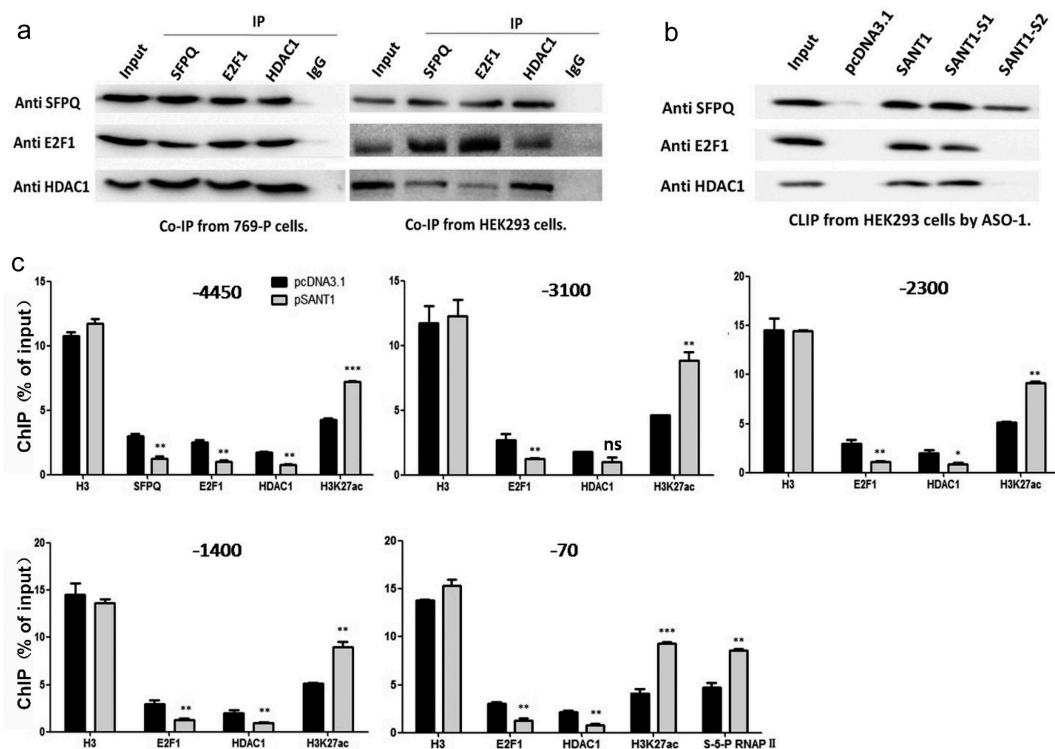 a
IP
Input SFPQ E2F1 HDAC1 IgG
IP
Input SFPQ E2F1 HDAC1 IgG
Anti SFPQ
Anti E2F1
Anti HDAC1
Co-IP from 769-P cells.
Co-IP from HEK293 cells.
b
Input pcDNA3.1 SANT1 SANT1-S1 SANT1-S2
Anti SFPQ
Anti E2F1
Anti HDAC1
CLIP from HEK293 cells by ASO-1.
c
ChIP (% of input)
15
10
5
0
-4450
pcDNA3.1
pSANT1
** ** ** ***
H3 SFPQ E2F1 HDAC1 H3K27ac
15
10
5
0
-3100
** ns **
H3 E2F1 HDAC1 H3K27ac
20
15
10
5
0
-2300
** * **
H3 E2F1 HDAC1 H3K27ac
ChIP (% of input)
20
15
10
5
0
-1400
** ** **
H3 E2F1 HDAC1 H3K27ac
20
15
10
5
0
-70
** ** *** **
H3 E2F1 HDAC1 H3K27ac S-5-P RNAP II